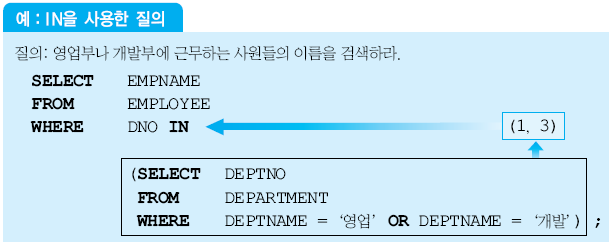 예 : IN을 사용한 질의
질의: 영업부나 개발부에 근무하는 사원들의 이름을 검색하라.
SELECT EMPNAME
FROM EMPLOYEE
WHERE DNO IN
(1, 3)
(SELECT DEPTNO
FROM DEPARTMENT
WHERE DEPTNAME = ‘영업’ OR DEPTNAME = ‘개발’) ;